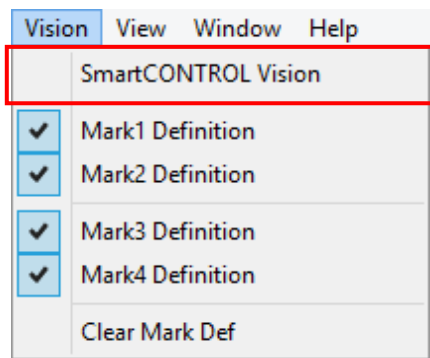 Vision View Window Help
SmartCONTROL Vision
Mark1 Definition
Mark2 Definition
Mark3 Definition
Mark4 Definition
Clear Mark Def